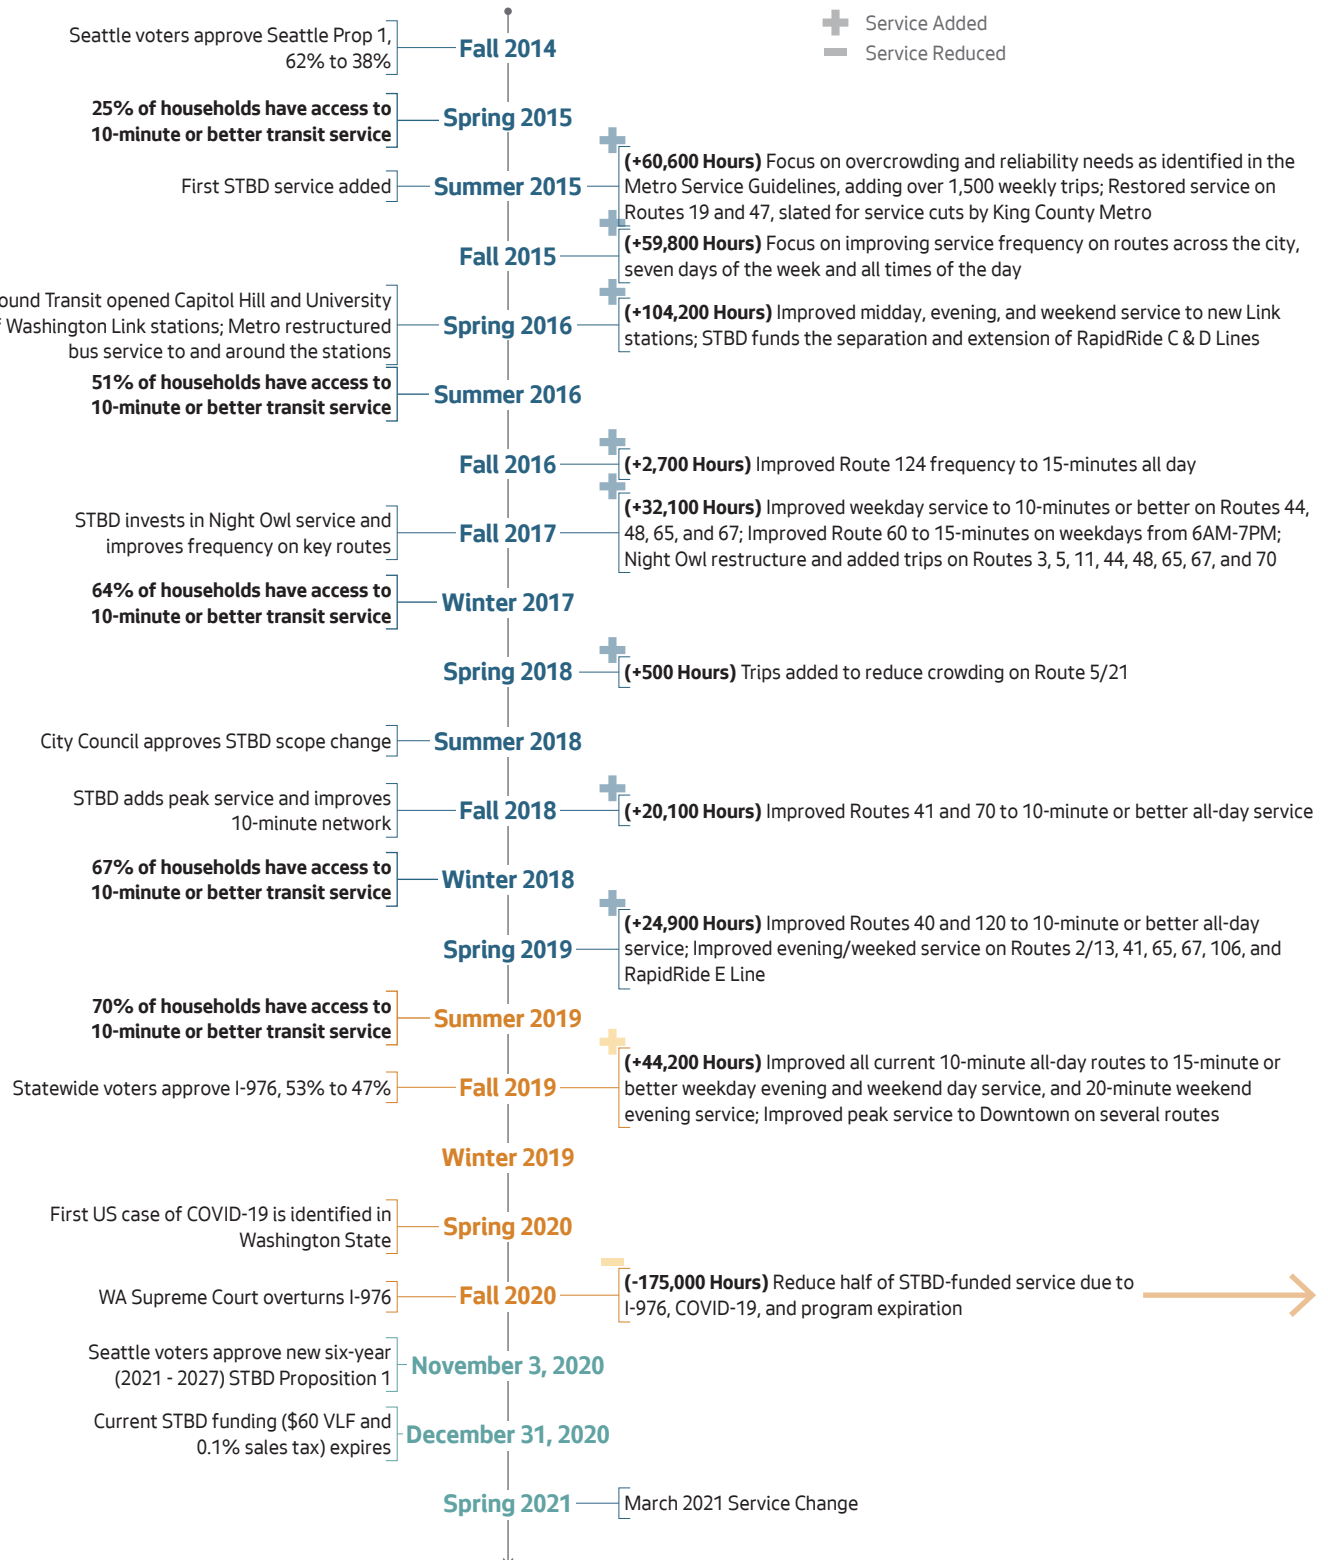 Service Added
Service Reduced
Seattle voters approve Seattle Prop 1,
62% to 38%
Fall 2014
25% of households have access to
10-minute or better transit service
Spring 2015
First STBD service added
Summer 2015
(+60,600 Hours) Focus on overcrowding and reliability needs as identified in the
Metro Service Guidelines, adding over 1,500 weekly trips; Restored service on
Routes 19 and 47, slated for service cuts by King County Metro
Fall 2015
(+59,800 Hours) Focus on improving service frequency on routes across the city,
seven days of the week and all times of the day
ound Transit opened Capitol Hill and University
Washington Link stations; Metro restructured
bus service to and around the stations
Spring 2016
(+104,200 Hours) Improved midday, evening, and weekend service to new Link
stations; STBD funds the separation and extension of RapidRide C & D Lines
51% of households have access to
10-minute or better transit service
Summer 2016
Fall 2016
(+2,700 Hours) Improved Route 124 frequency to 15-minutes all day
STBD invests in Night Owl service and
improves frequency on key routes
Fall 2017
(+32,100 Hours) Improved weekday service to 10-minutes or better on Routes 44,
48, 65, and 67; Improved Route 60 to 15-minutes on weekdays from 6AM-7PM;
Night Owl restructure and added trips on Routes 3, 5, 11, 44, 48, 65, 67, and 70
64% of households have access to
10-minute or better transit service
Winter 2017
Spring 2018
(+500 Hours) Trips added to reduce crowding on Route 5/21
City Council approves STBD scope change
Summer 2018
STBD adds peak service and improves
10-minute network
Fall 2018
(+20,100 Hours) Improved Routes 41 and 70 to 10-minute or better all-day service
67% of households have access to
10-minute or better transit service
Winter 2018
Spring 2019
(+24,900 Hours) Improved Routes 40 and 120 to 10-minute or better all-day
service; Improved evening/weeked service on Routes 2/13, 41, 65, 67, 106, and
RapidRide E Line
70% of households have access to
10-minute or better transit service
Summer 2019
Statewide voters approve I-976, 53% to 47%
Fall 2019
(+44,200 Hours) Improved all current 10-minute all-day routes to 15-minute or
better weekday evening and weekend day service, and 20-minute weekend
evening service; Improved peak service to Downtown on several routes
Winter 2019
First US case of COVID-19 is identified in
Washington State
Spring 2020
WA Supreme Court overturns I-976
Fall 2020
(-175,000 Hours) Reduce half of STBD-funded service due to
I-976, COVID-19, and program expiration
Seattle voters approve new six-year
(2021 - 2027) STBD Proposition 1
November 3, 2020
Current STBD funding ($60 VLF and
0.1% sales tax) expires
December 31, 2020
Spring 2021
March 2021 Service Change